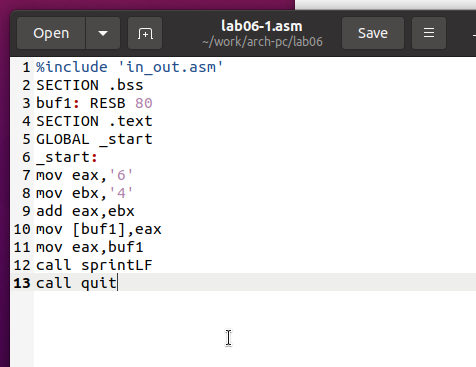 Open lab06-1.asm Save
~/work/arch-pc/lab06
1 %include 'in_out.asm'
2 SECTION .bss
3 buf1: RESB 80
4 SECTION .text
5 GLOBAL _start
6 _start:
7 mov eax,'6'
8 mov ebx,'4'
9 add eax,ebx
10 mov [buf1],eax
11 mov eax,buf1
12 call sprintLF
13 call quit